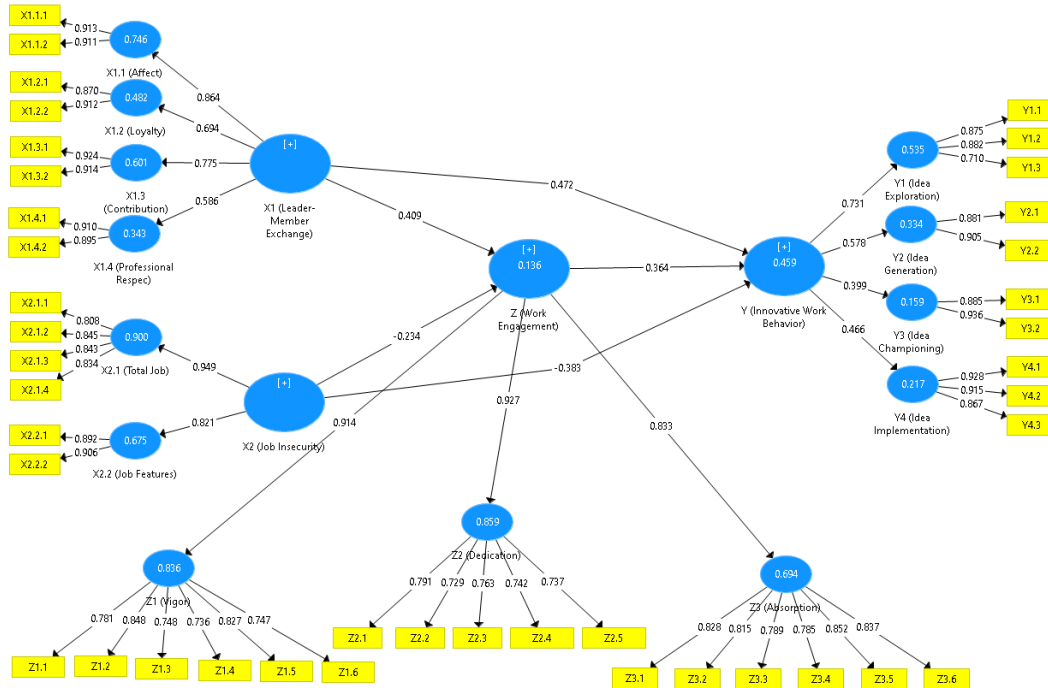 X1.1.1
X1.1.2
0.913
0.911
0.746
X1.1 (Affect)
X1.2.1
X1.2.2
0.870
0.912
0.482
X1.2 (Loyalty)
X1.3.1
X1.3.2
0.924
0.914
0.601
X1.3
(Contribution)
X1.4.1
X1.4.2
0.910
0.895
0.343
X1.4 (Professional
Respec)
0.864
0.694
0.775
0.586
[+]
X1 (Leader-
Member
Exchange)
0.472
0.409
X2.1.1
X2.1.2
X2.1.3
X2.1.4
0.808
0.845
0.843
0.834
0.900
X2.1 (Total Job)
X2.2.1
X2.2.2
0.892
0.906
0.675
X2.2 (Job Features)
0.949
0.821
[+]
X2 (Job Insecurity)
-0.234
-0.383
[+]
0.136
Z (Work
Engagement)
0.364
0.914
0.927
0.833
[+]
0.459
Y (Innovative Work
Behavior)
0.731
0.578
0.399
0.466
0.535
Y1 (Idea
Exploration)
0.875
0.882
0.710
Y1.1
Y1.2
Y1.3
0.334
Y2 (Idea
Generation)
0.881
0.905
Y2.1
Y2.2
0.159
Y3 (Idea
Championing)
0.885
0.936
Y3.1
Y3.2
0.217
Y4 (Idea
Implementation)
0.928
0.915
0.867
Y4.1
Y4.2
Y4.3
0.836
Z1 (Vigor)
0.781
0.848
0.748
0.736
0.827
0.747
Z1.1
Z1.2
Z1.3
Z1.4
Z1.5
Z1.6
0.859
Z2 (Dedication)
0.791
0.729
0.763
0.742
0.737
Z2.1
Z2.2
Z2.3
Z2.4
Z2.5
0.694
Z3 (Absorption)
0.828
0.815
0.789
0.785
0.852
0.837
Z3.1
Z3.2
Z3.3
Z3.4
Z3.5
Z3.6